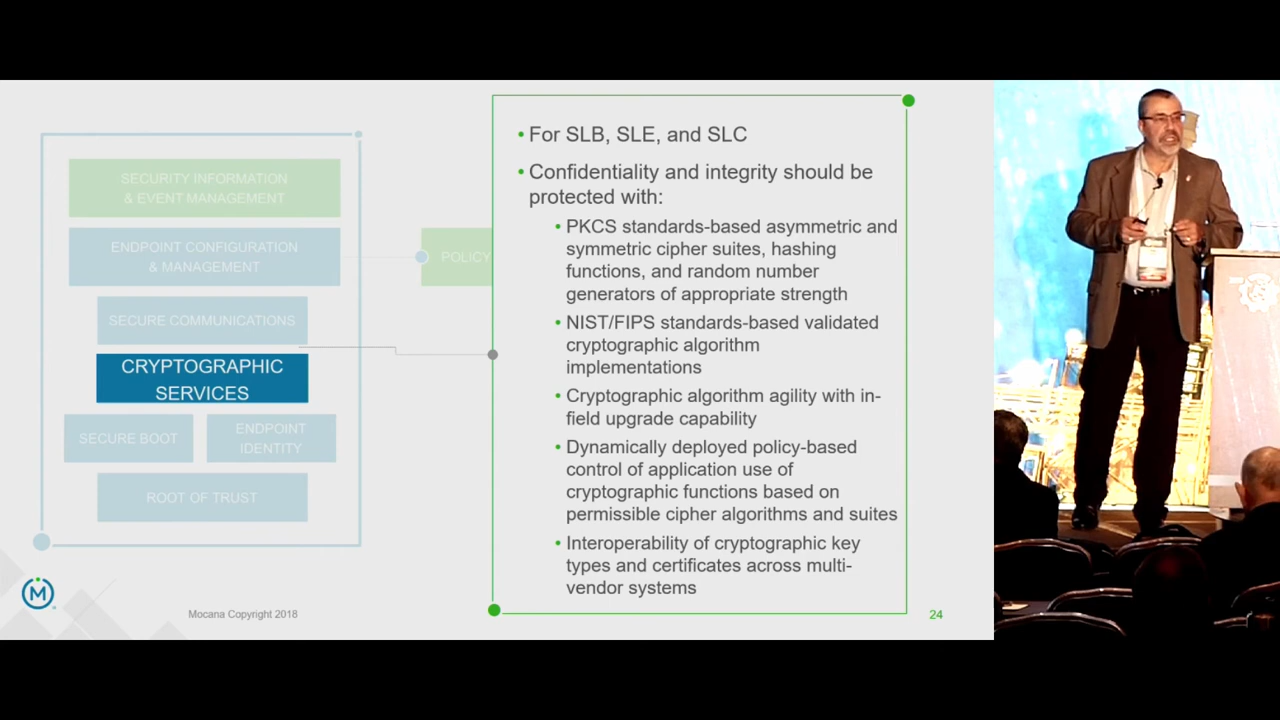 SECURITY INFORMATION
& EVENT MANAGEMENT
ENDPOINT CONFIGURATION
& MANAGEMENT
POLICY
SECURE COMMUNICATIONS
CRYPTOGRAPHIC
SERVICES
SECURE BOOT
ENDPOINT
IDENTITY
ROOT OF TRUST
• For SLB, SLE, and SLC
• Confidentiality and integrity should be
protected with:
• PKCS standards-based asymmetric and
symmetric cipher suites, hashing
functions, and random number
generators of appropriate strength
• NIST/FIPS standards-based validated
cryptographic algorithm
implementations
• Cryptographic algorithm agility with in-
field upgrade capability
• Dynamically deployed policy-based
control of application use of
cryptographic functions based on
permissible cipher algorithms and suites
• Interoperability of cryptographic key
types and certificates across multi-
vendor systems
M
Mocana Copyright 2018
24